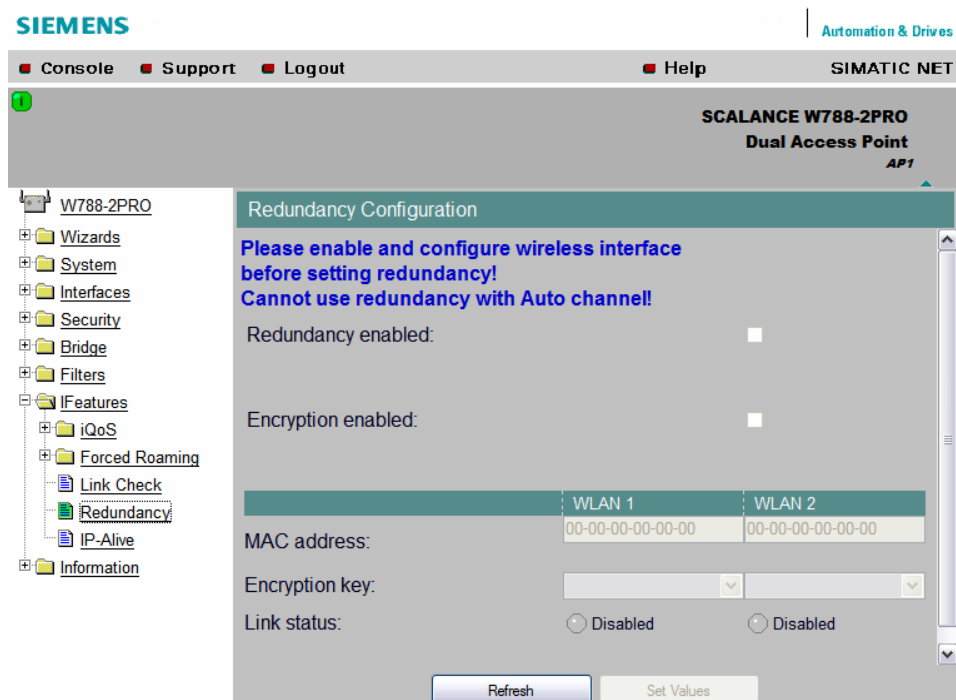 SIEMENS
Automation & Drives
Console Support Logout Help SIMATIC NET
i
SCALANCE W788-2PRO
Dual Access Point
AP1
W788-2PRO
Wizards
System
Interfaces
Security
Bridge
Filters
IFeatures
iQoS
Forced Roaming
Link Check
Redundancy
IP-Alive
Information
Redundancy Configuration
Please enable and configure wireless interface
before setting redundancy!
Cannot use redundancy with Auto channel!
Redundancy enabled:
Encryption enabled:
WLAN 1 WLAN 2
MAC address: 00-00-00-00-00-00 00-00-00-00-00-00
Encryption key:
Link status: Disabled Disabled
Refresh Set Values